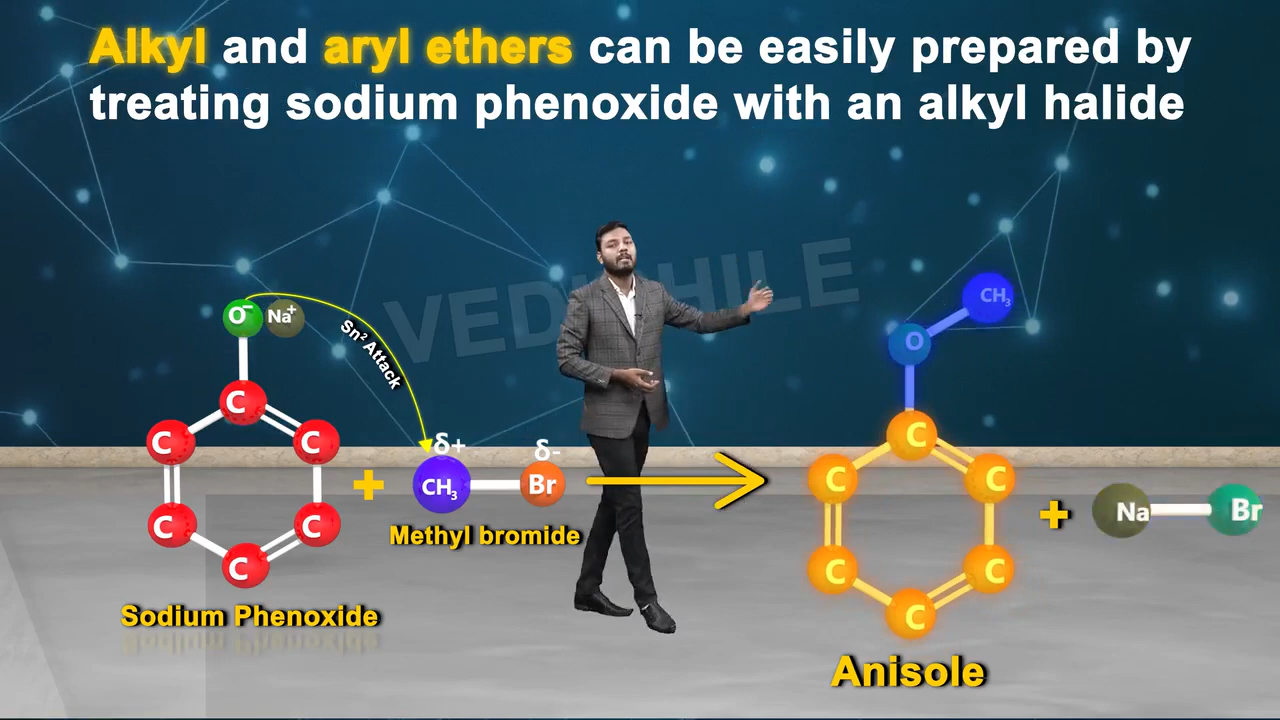 Alkyl and aryl ethers can be easily prepared by
treating sodium phenoxide with an alkyl halide
O⁻ Na⁺
Sn² Attack
C
C
C
C
C
C
Sodium Phenoxide
+
δ+ δ-
CH₃ Br
Methyl bromide
CH₃
O
C
C
C
C
C
C
Anisole
+
Na Br